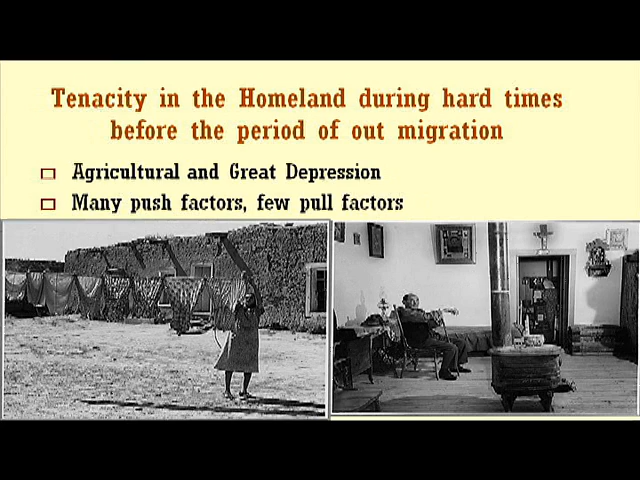 Tenacity in the Homeland during hard times
before the period of out migration
Agricultural and Great Depression
Many push factors, few pull factors